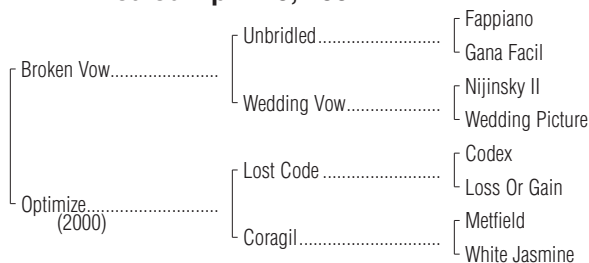 Unbridled
Fappiano
Gana Facil
Broken Vow
Wedding Vow
Nijinsky II
Wedding Picture
Optimize
(2000)
Lost Code
Codex
Loss Or Gain
Coragil
Metfield
White Jasmine